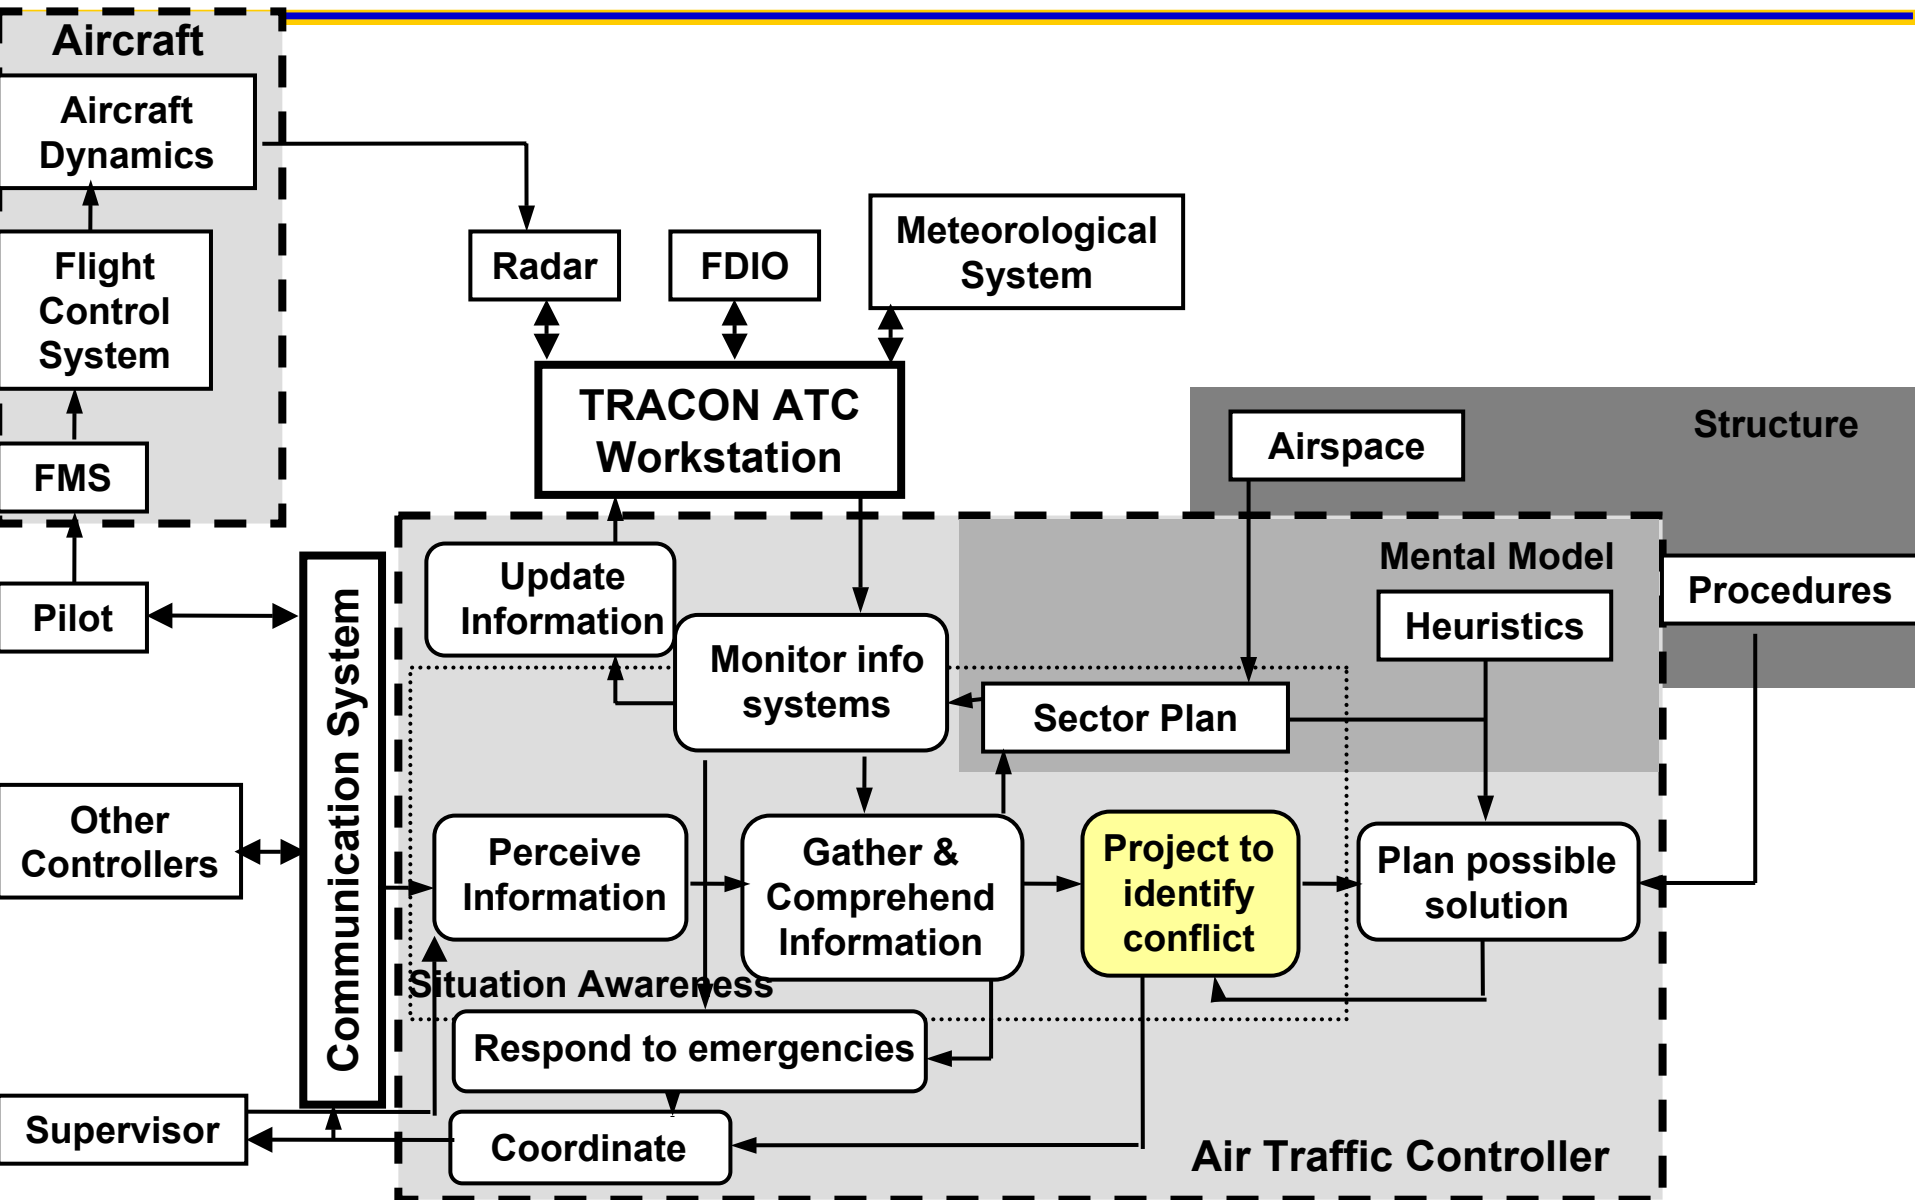 Aircraft
Aircraft
Dynamics
Flight
Control
System
FMS
Pilot
Other
Controllers
Supervisor
Communication System
Radar
FDIO
Meteorological
System
TRACON ATC
Workstation
Structure
Airspace
Procedures
Mental Model
Heuristics
Update
Information
Monitor info
systems
Sector Plan
Perceive
Information
Gather &
Comprehend
Information
Project to
identify
conflict
Plan possible
solution
Situation Awareness
Respond to emergencies
Coordinate
Air Traffic Controller